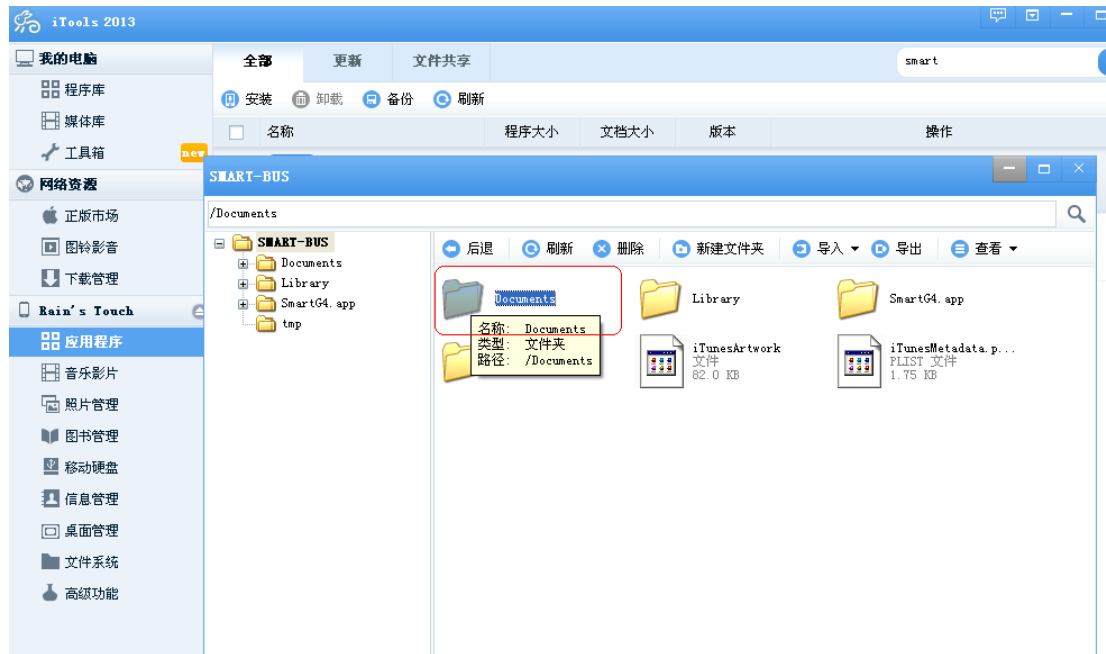 iTools 2013
我的电脑
程序库
媒体库
工具箱 new
网络资源
正版市场
图铃影音
下载管理
Rain's Touch
应用程序
音乐影片
照片管理
图书管理
移动硬盘
信息管理
桌面管理
文件系统
高级功能
全部 更新 文件共享 smart
安装 卸载 备份 刷新
名称 程序大小 文档大小 版本 操作
SMART-BUS
/Documents
SMART-BUS
Documents
Library
SmartG4.app
tmp
后退 刷新 删除 新建文件夹 导入 导出 查看
Documents Library SmartG4.app
名称: Documents
类型: 文件夹
路径: /Documents
iTunesArtwork
文件
82.0 KB
iTunesMetadata.p...
PLIST 文件
1.75 KB